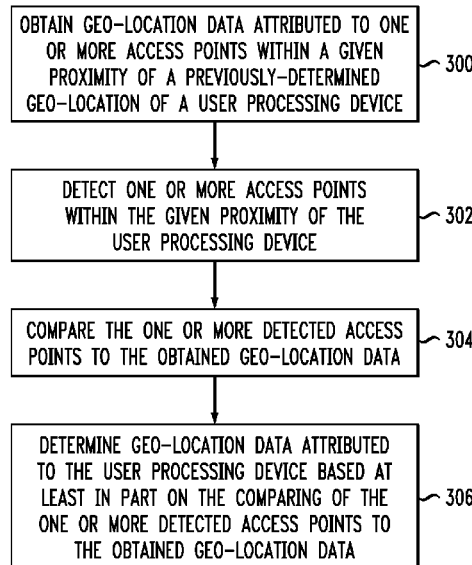 OBTAIN GEO-LOCATION DATA ATTRIBUTED TO ONE
OR MORE ACCESS POINTS WITHIN A GIVEN
PROXIMITY OF A PREVIOUSLY-DETERMINED
GEO-LOCATION OF A USER PROCESSING DEVICE
300
DETECT ONE OR MORE ACCESS POINTS
WITHIN THE GIVEN PROXIMITY OF THE
USER PROCESSING DEVICE
302
COMPARE THE ONE OR MORE DETECTED ACCESS
POINTS TO THE OBTAINED GEO-LOCATION DATA
304
DETERMINE GEO-LOCATION DATA ATTRIBUTED
TO THE USER PROCESSING DEVICE BASED AT
LEAST IN PART ON THE COMPARING OF THE
ONE OR MORE DETECTED ACCESS POINTS TO
THE OBTAINED GEO-LOCATION DATA
306